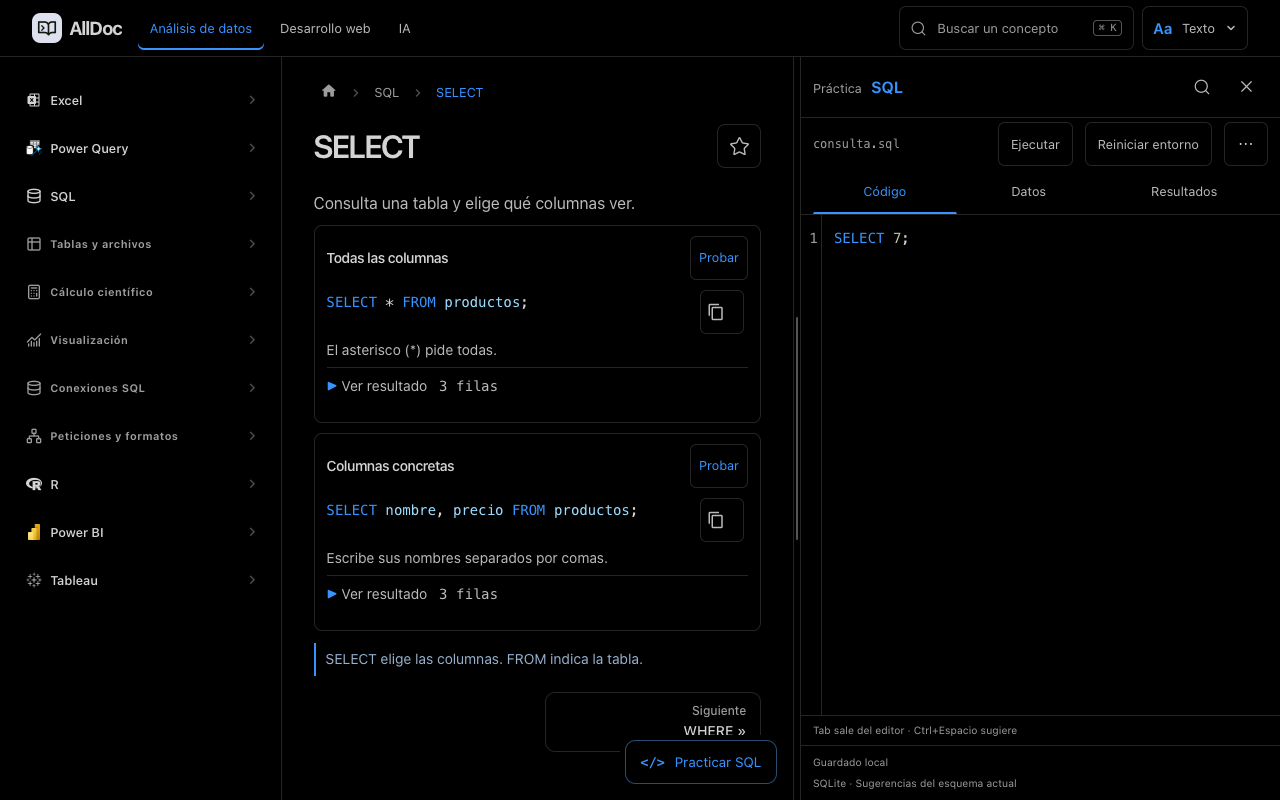 AllDoc
Análisis de datos
Desarrollo web
IA
Buscar un concepto
⌘ K
Aa Texto
Excel
Power Query
SQL
Tablas y archivos
Cálculo científico
Visualización
Conexiones SQL
Peticiones y formatos
R
Power BI
Tableau
SQL
SELECT
SELECT
Consulta una tabla y elige qué columnas ver.
Todas las columnas
Probar
SELECT * FROM productos;
El asterisco (*) pide todas.
Ver resultado 3 filas
Columnas concretas
Probar
SELECT nombre, precio FROM productos;
Escribe sus nombres separados por comas.
Ver resultado 3 filas
SELECT elige las columnas. FROM indica la tabla.
Siguiente
WHERE »
</> Practicar SQL
Práctica SQL
consulta.sql
Ejecutar
Reiniciar entorno
...
Código
Datos
Resultados
1 SELECT 7;
Tab sale del editor · Ctrl+Espacio sugiere
Guardado local
SQLite · Sugerencias del esquema actual